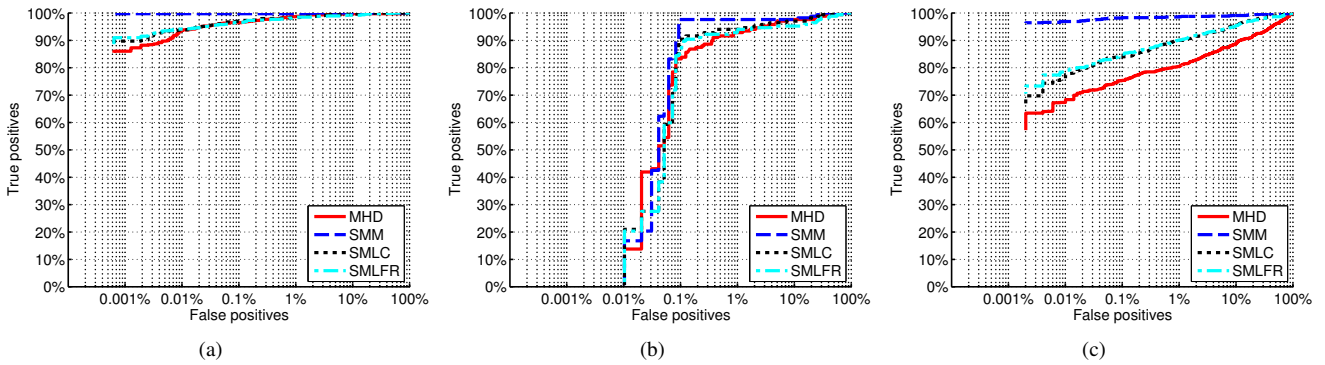 100%
90%
80%
70%
60%
50%
40%
30%
20%
10%
0%
True positives
0.001% 0.01% 0.1% 1% 10% 100%
False positives
MHD
SMM
SMLC
SMLFR
(a)
100%
90%
80%
70%
60%
50%
40%
30%
20%
10%
0%
True positives
0.001% 0.01% 0.1% 1% 10% 100%
False positives
MHD
SMM
SMLC
SMLFR
(b)
100%
90%
80%
70%
60%
50%
40%
30%
20%
10%
0%
True positives
0.001% 0.01% 0.1% 1% 10% 100%
False positives
MHD
SMM
SMLC
SMLFR
(c)